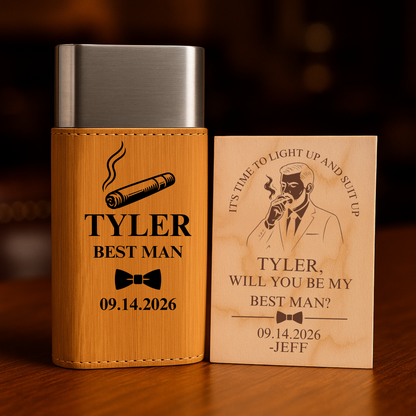 TYLER
BEST MAN
09.14.2026
IT'S TIME TO LIGHT UP AND SUIT UP
TYLER,
WILL YOU BE MY
BEST MAN?
09.14.2026
-JEFF